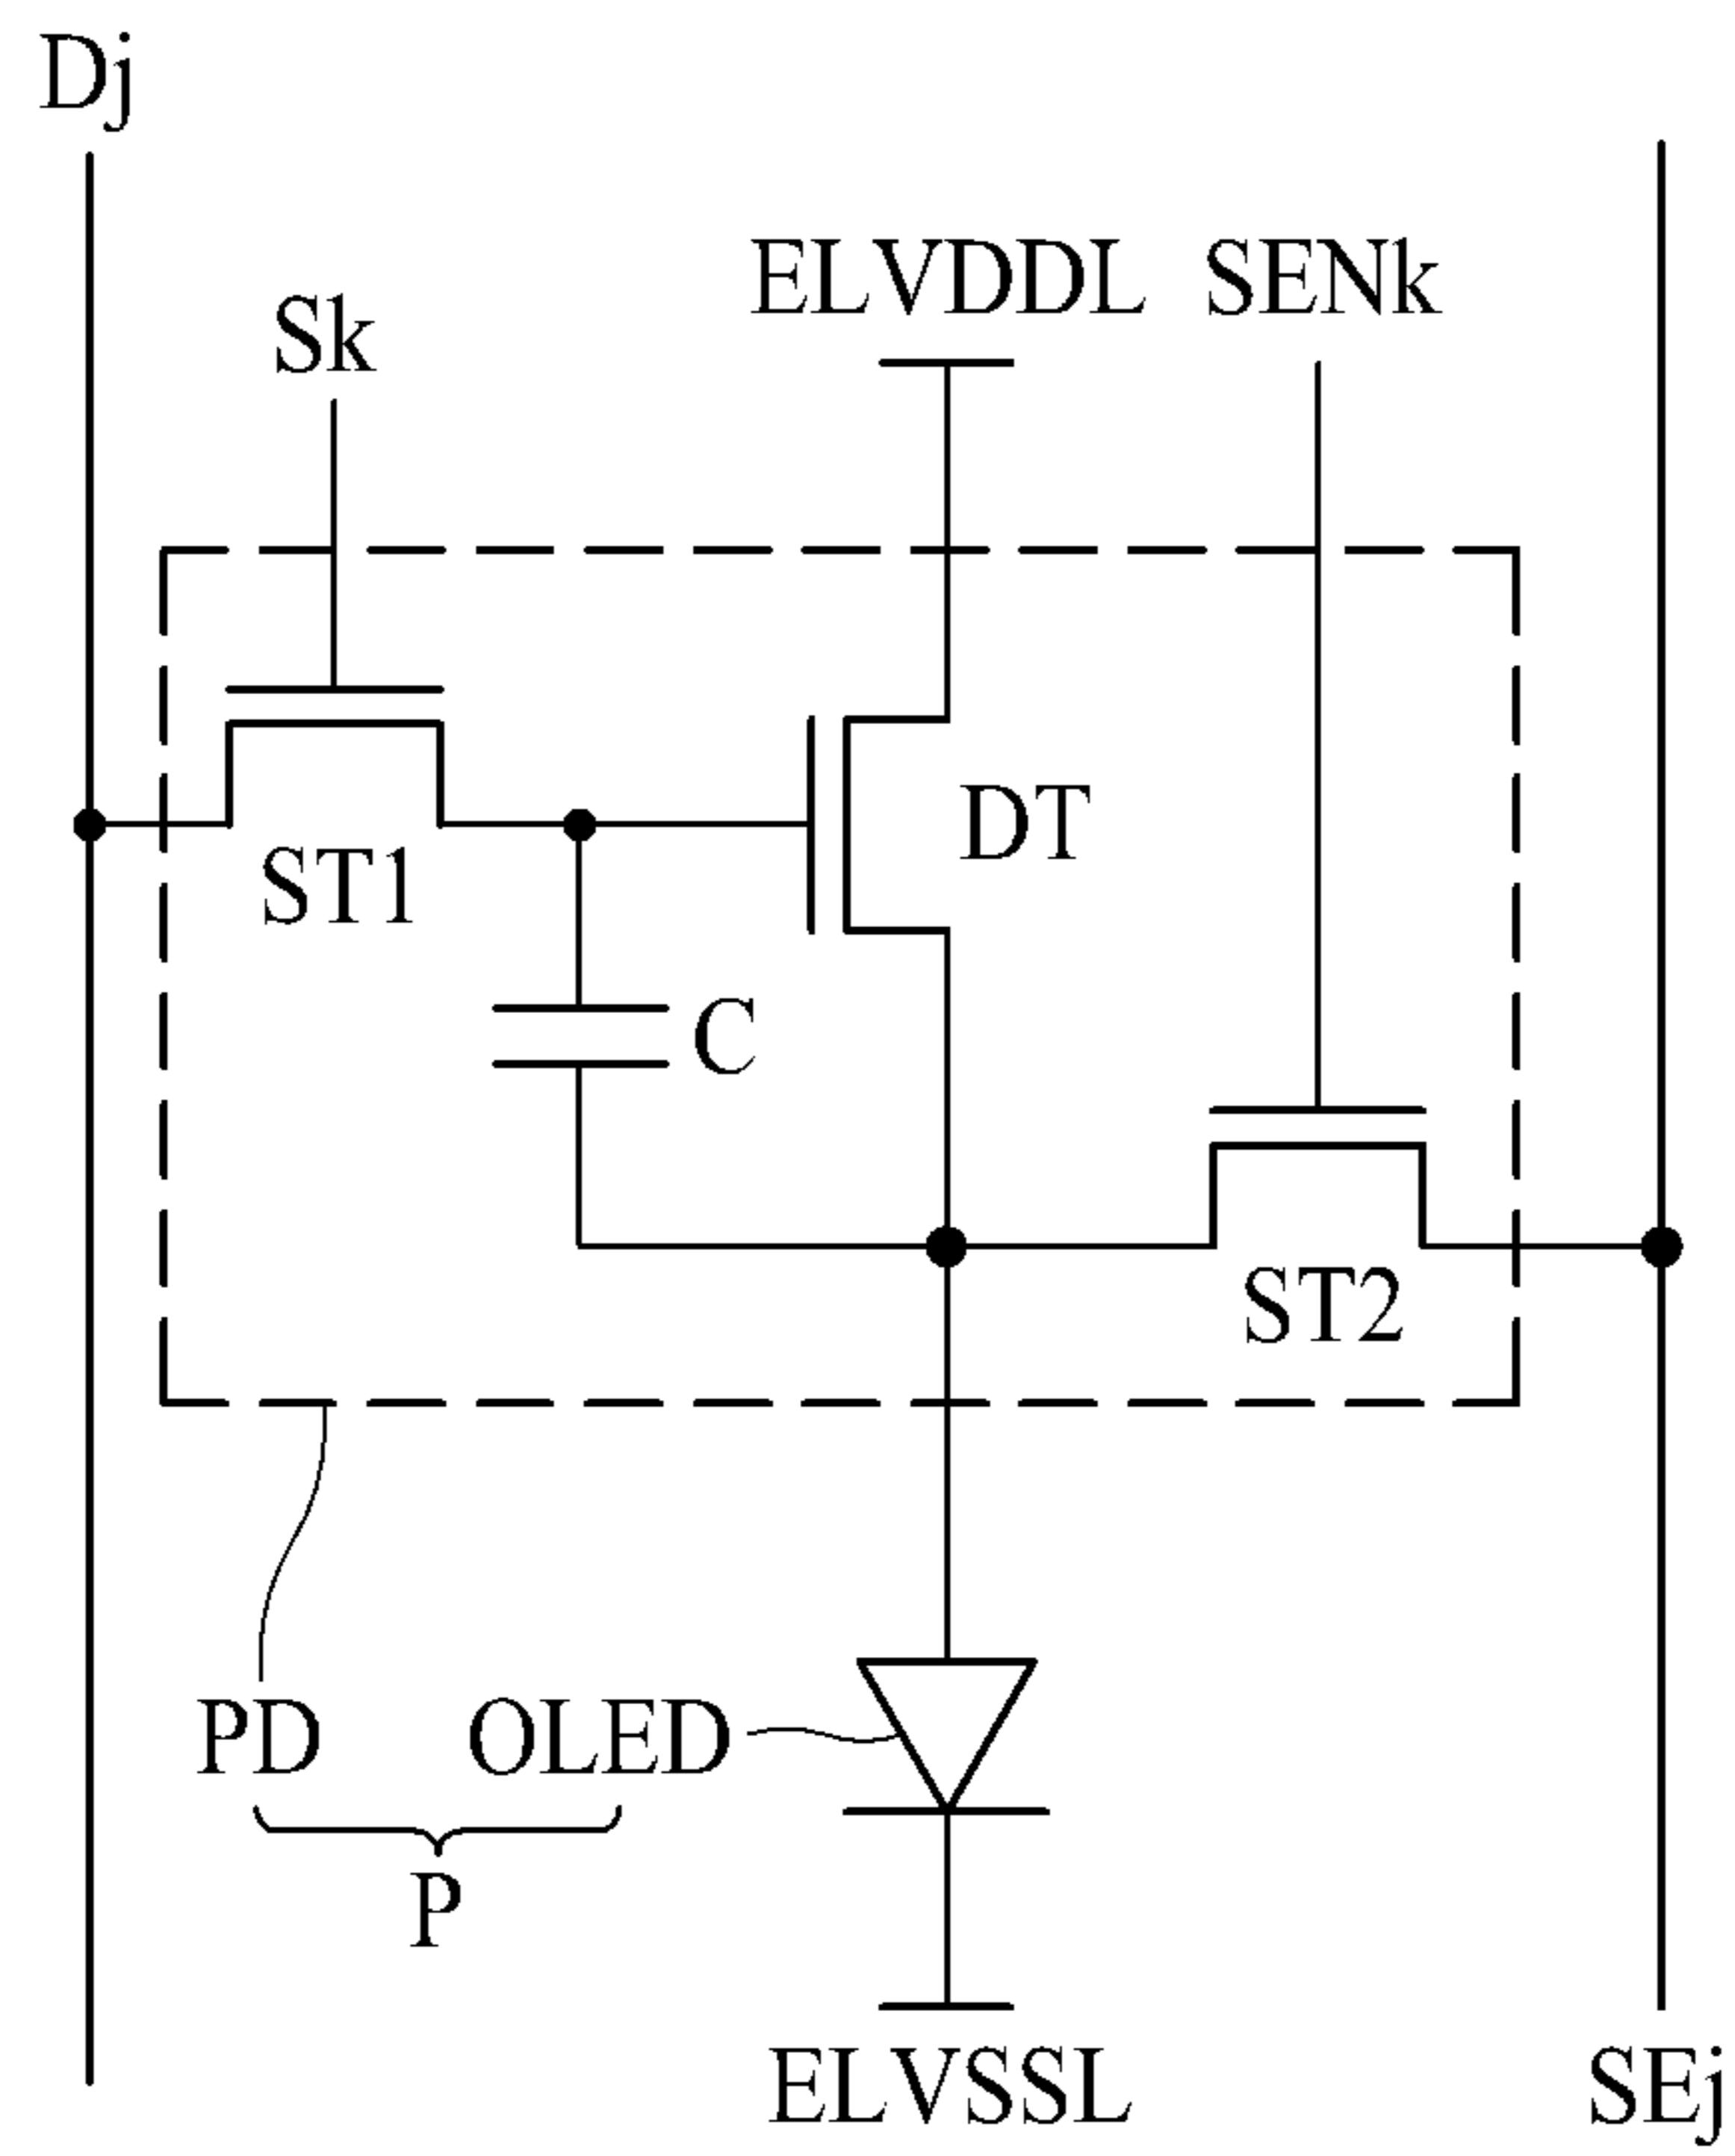 Dj
ELVDDL SENk
Sk
DT
ST1
C
ST2
PD OLED
P
ELVSSL SEj